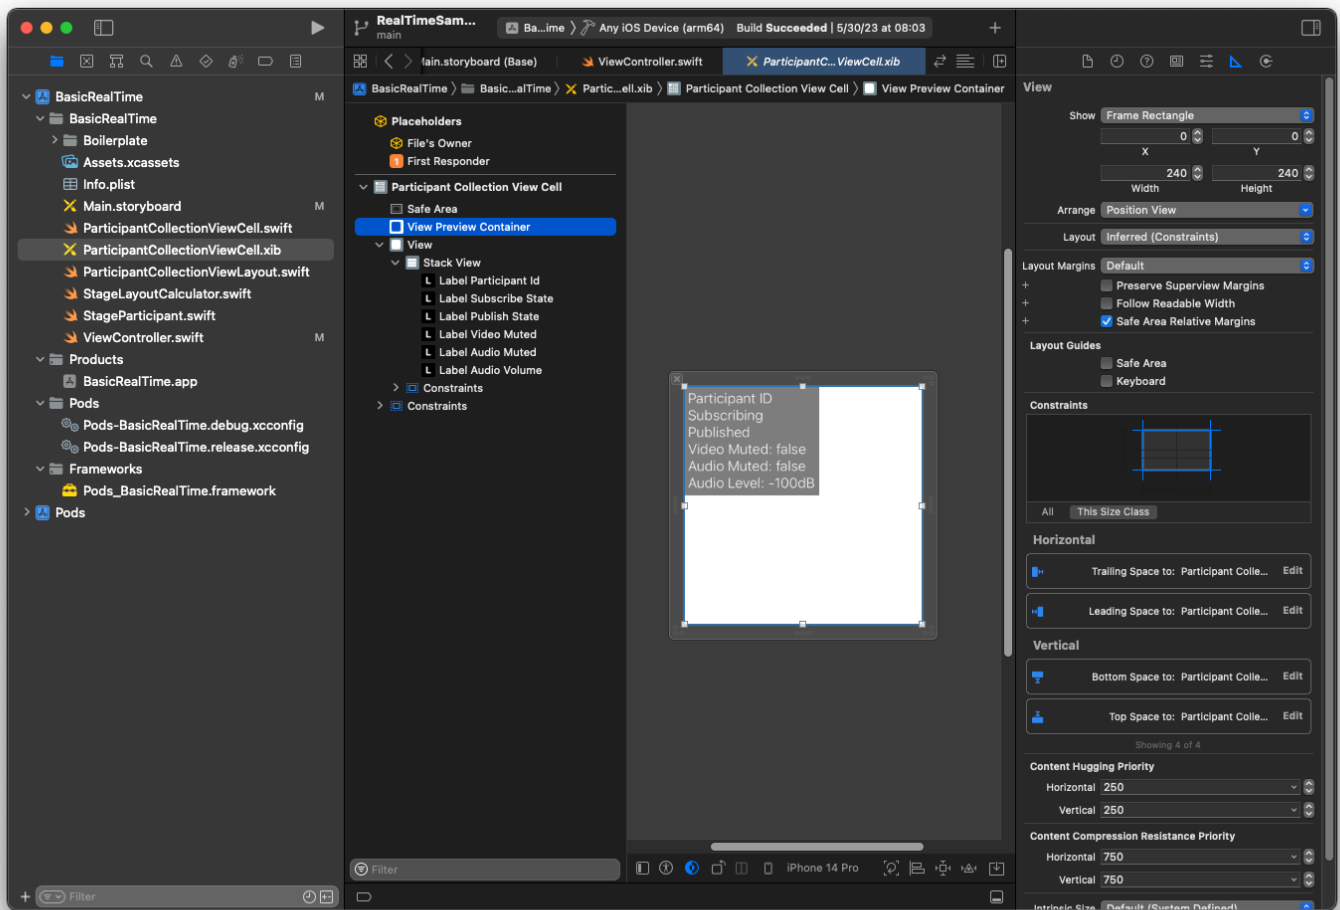 RealTimeSam...
main
Ba...ime
Any iOS Device (arm64)
Build Succeeded | 5/30/23 at 08:03
BasicRealTime
M
BasicRealTime
Boilerplate
Assets.xcassets
Info.plist
Main.storyboard
M
ParticipantCollectionViewCell.swift
ParticipantCollectionViewCell.xib
ParticipantCollectionViewLayout.swift
StageLayoutCalculator.swift
StageParticipant.swift
ViewController.swift
M
Products
BasicRealTime.app
Pods
Pods-BasicRealTime.debug.xcconfig
Pods-BasicRealTime.release.xcconfig
Frameworks
Pods_BasicRealTime.framework
Pods
Filter
Main.storyboard (Base)
ViewController.swift
ParticipantC...ViewCell.xib
BasicRealTime
Basic...alTime
Partic...ell.xib
Participant Collection View Cell
View Preview Container
Placeholders
File's Owner
First Responder
Participant Collection View Cell
Safe Area
View Preview Container
View
Stack View
L Label Participant Id
L Label Subscribe State
L Label Publish State
L Label Video Muted
L Label Audio Muted
L Label Audio Volume
Constraints
Constraints
Filter
Participant ID
Subscribing
Published
Video Muted: false
Audio Muted: false
Audio Level: -100dB
iPhone 14 Pro
View
Show Frame Rectangle
0 0
X Y
240 240
Width Height
Arrange Position View
Layout Inferred (Constraints)
Layout Margins Default
Preserve Superview Margins
Follow Readable Width
Safe Area Relative Margins
Layout Guides
Safe Area
Keyboard
Constraints
All This Size Class
Horizontal
Trailing Space to: Participant Colle... Edit
Leading Space to: Participant Colle... Edit
Vertical
Bottom Space to: Participant Colle... Edit
Top Space to: Participant Colle... Edit
Showing 4 of 4
Content Hugging Priority
Horizontal 250
Vertical 250
Content Compression Resistance Priority
Horizontal 750
Vertical 750
Intrinsic Size Default (System Defined)